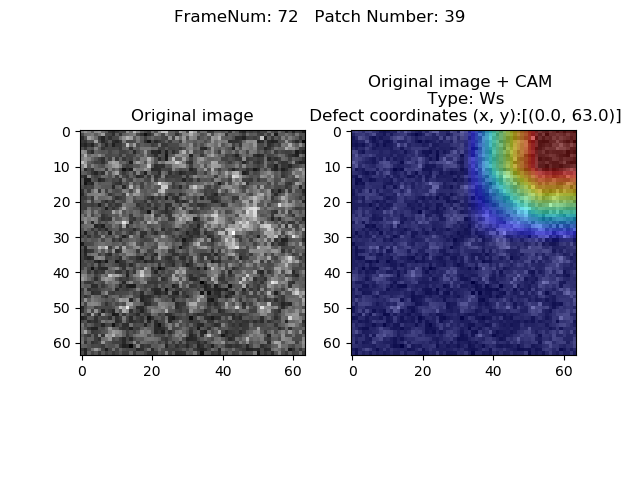 FrameNum: 72   Patch Number: 39
Original image
Original image + CAM
Type: Ws
Defect coordinates (x, y):[(0.0, 63.0)]
0
10
20
30
40
50
60
0 20 40 60
0
10
20
30
40
50
60
0 20 40 60